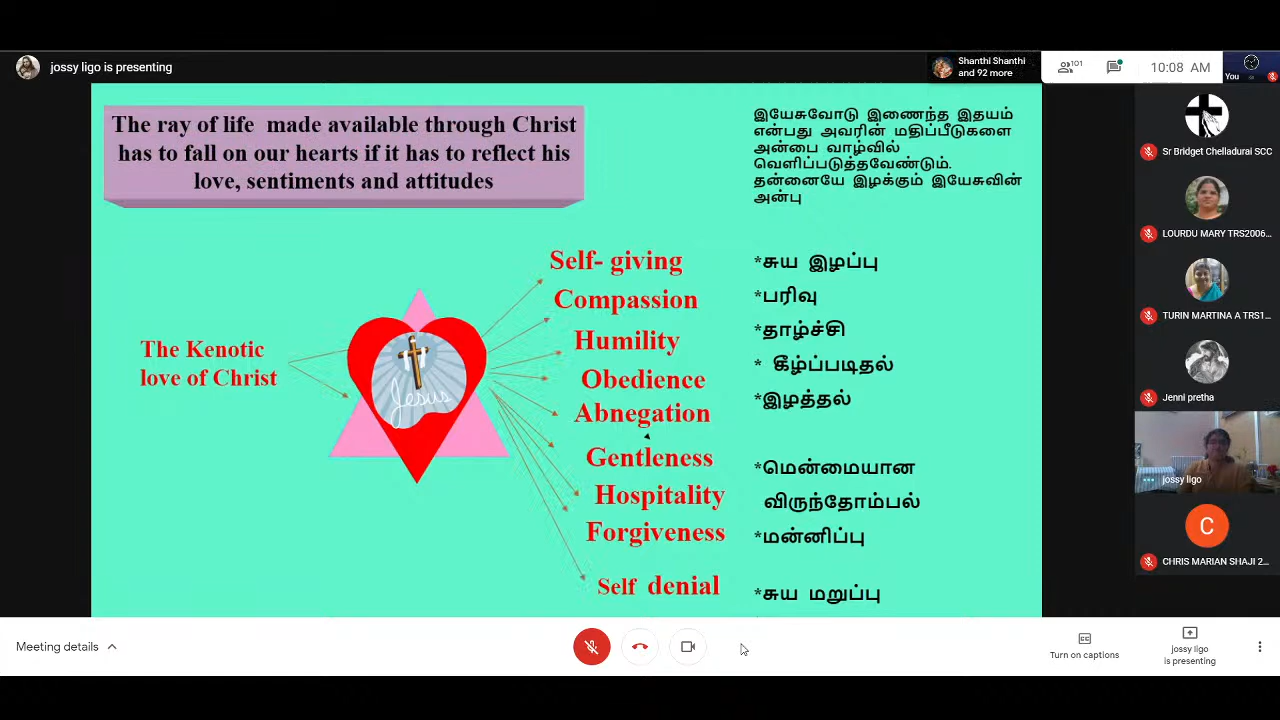 jossy ligo is presenting
Shanthi Shanthi
and 92 more
101
10:08 AM
You
The ray of life made available through Christ
has to fall on our hearts if it has to reflect his
love, sentiments and attitudes
இயேசுவோடு இணைந்த இதயம்
என்பது அவரின் மதிப்பீடுகளை
அன்பை வாழ்வில்
வெளிப்படுத்தவேண்டும்.
தன்னையே இழக்கும் இயேசுவின்
அன்பு
The Kenotic
love of Christ
Jesus
Self- giving
Compassion
Humility
Obedience
Abnegation
Gentleness
Hospitality
Forgiveness
Self denial
*சுய இழப்பு
*பரிவு
*தாழ்ச்சி
* கீழ்ப்படிதல்
*இழத்தல்
*மென்மையான
விருந்தோம்பல்
*மன்னிப்பு
*சுய மறுப்பு
Sr Bridget Chelladurai SCC
LOURDU MARY TRS2006...
TURIN MARTINA A TRS1...
Jenni pretha
jossy ligo
C
CHRIS MARIAN SHAJI 2...
Meeting details
Turn on captions
jossy ligo
is presenting